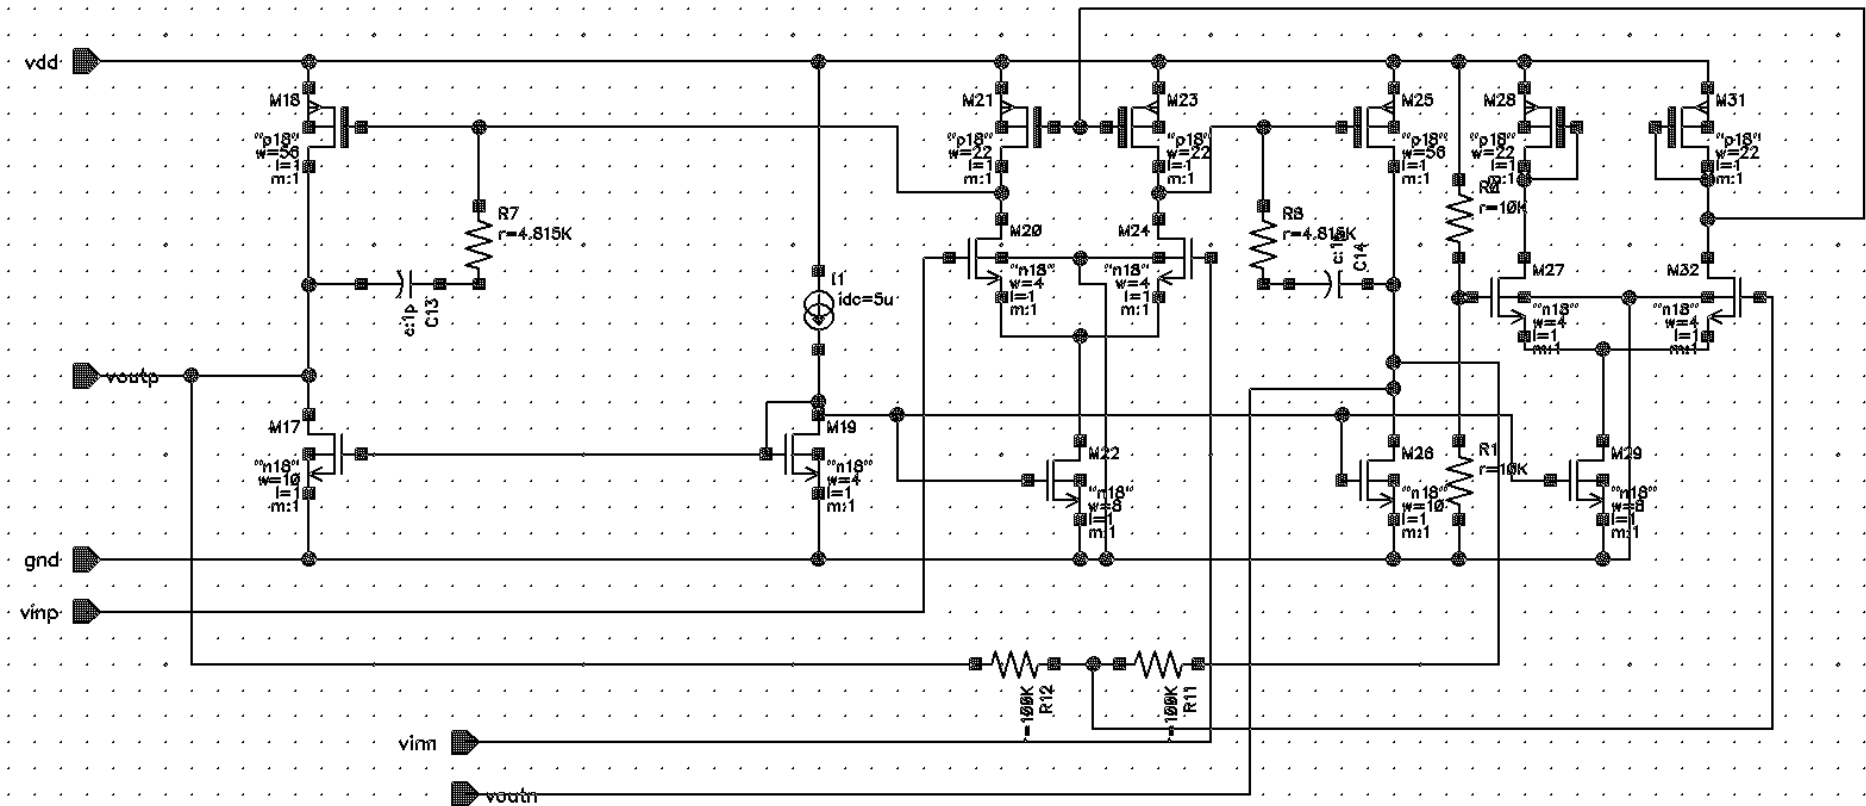 vdd
M18
"p18"
w=56
l=1
m:1
R7
r=4.815K
c:1p
C13
I1
idc=5u
M21
"p18"
w=22
l=1
m:1
M23
"p18"
w=22
l=1
m:1
M20
"n18"
w=4
l=1
m:1
M24
"n18"
w=4
l=1
m:1
R8
r=4.815K
C14
M25
"p18"
w=56
l=1
m:1
M28
"p18"
w=22
l=1
m:1
r=10K
M31
"p18"
w=22
l=1
m:1
M27
"n18"
w=4
l=1
m:1
M32
"n18"
w=4
l=1
m:1
voutp
M17
"n18"
w=10
l=1
m:1
M19
"n18"
w=4
l=1
m:1
M22
"n18"
w=8
l=1
m:1
M26
"n18"
w=10
l=1
m:1
R1
r=10K
M29
"n18"
w=8
l=1
m:1
gnd
vinp
R12
R11
vinn
voutn